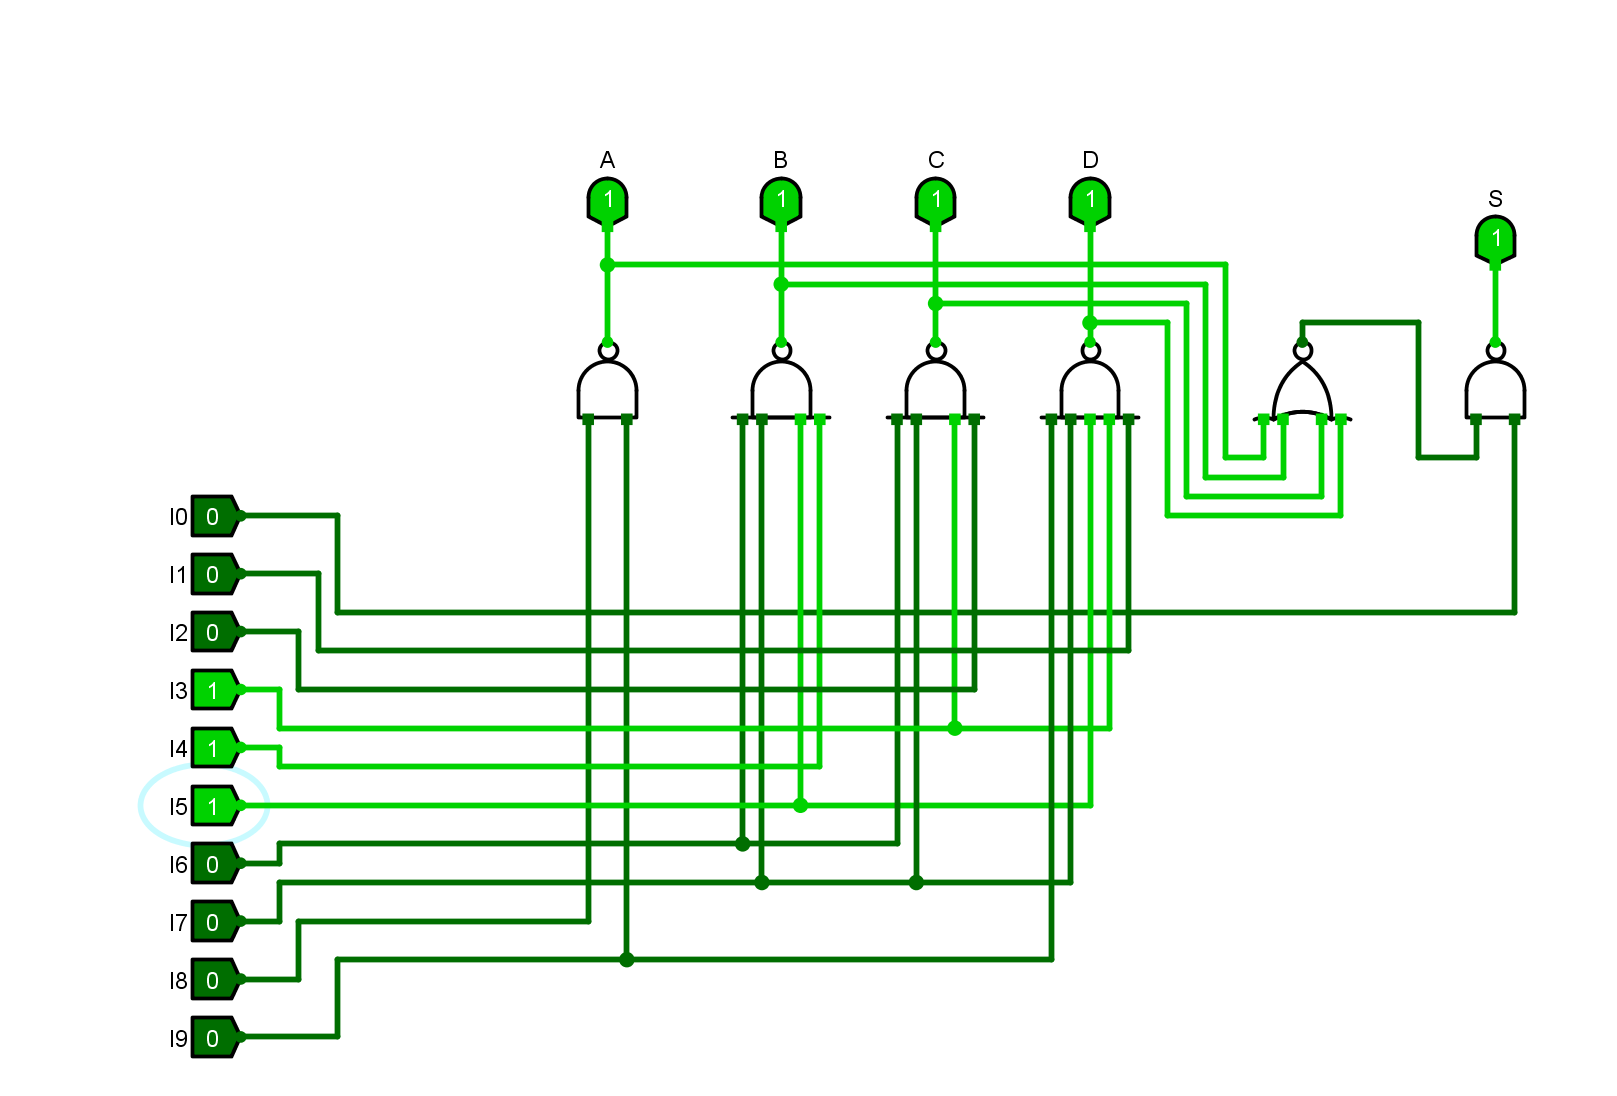 A B C D
S
1 1 1 1
1
I0 0
I1 0
I2 0
I3 1
I4 1
I5 1
I6 0
I7 0
I8 0
I9 0